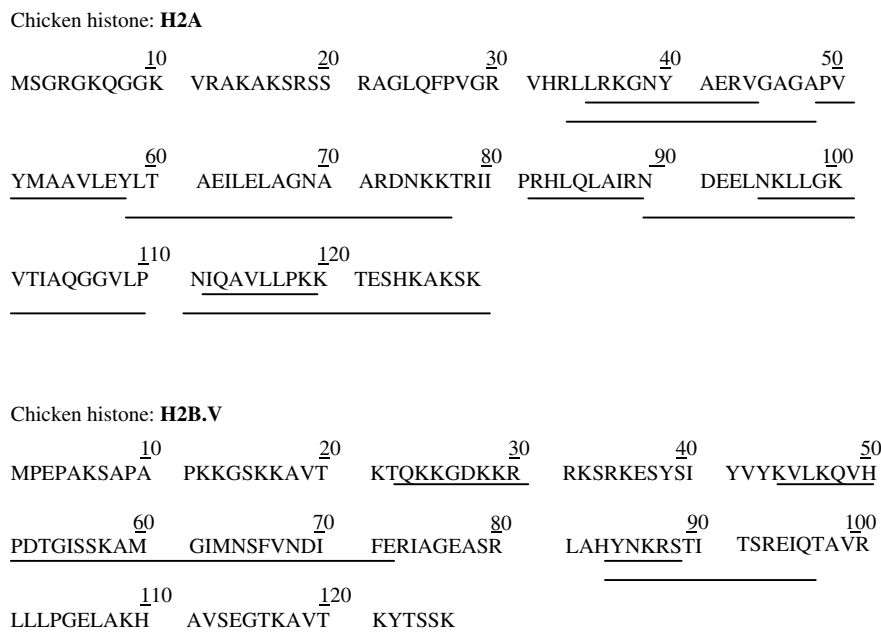 Chicken histone: H2A
10 20 30 40 50
MSGRGKQGGK VRAKAKSRSS RAGLQFPVGR VHRLLRKGNY AERVGAGAPV
60 70 80 90 100
YMAAVLEYLT AEILELAGNA ARDNKKTRII PRHLQLAIRN DEELNKLLGK
110 120
VTIAQGGVLP NIQAVLLPKK TESHKAKSK
Chicken histone: H2B.V
10 20 30 40 50
MPEPAKSAPA PKKGSKKAVT KTQKKGDKKR RKSRKESYSI YVYKVLKQVH
60 70 80 90 100
PDTGISSKAM GIMNSFVNDI FERIAGEASR LAHYNKRSTI TSREIQTAVR
110 120
LLLPGELAKH AVSEGTKAVT KYTSSK